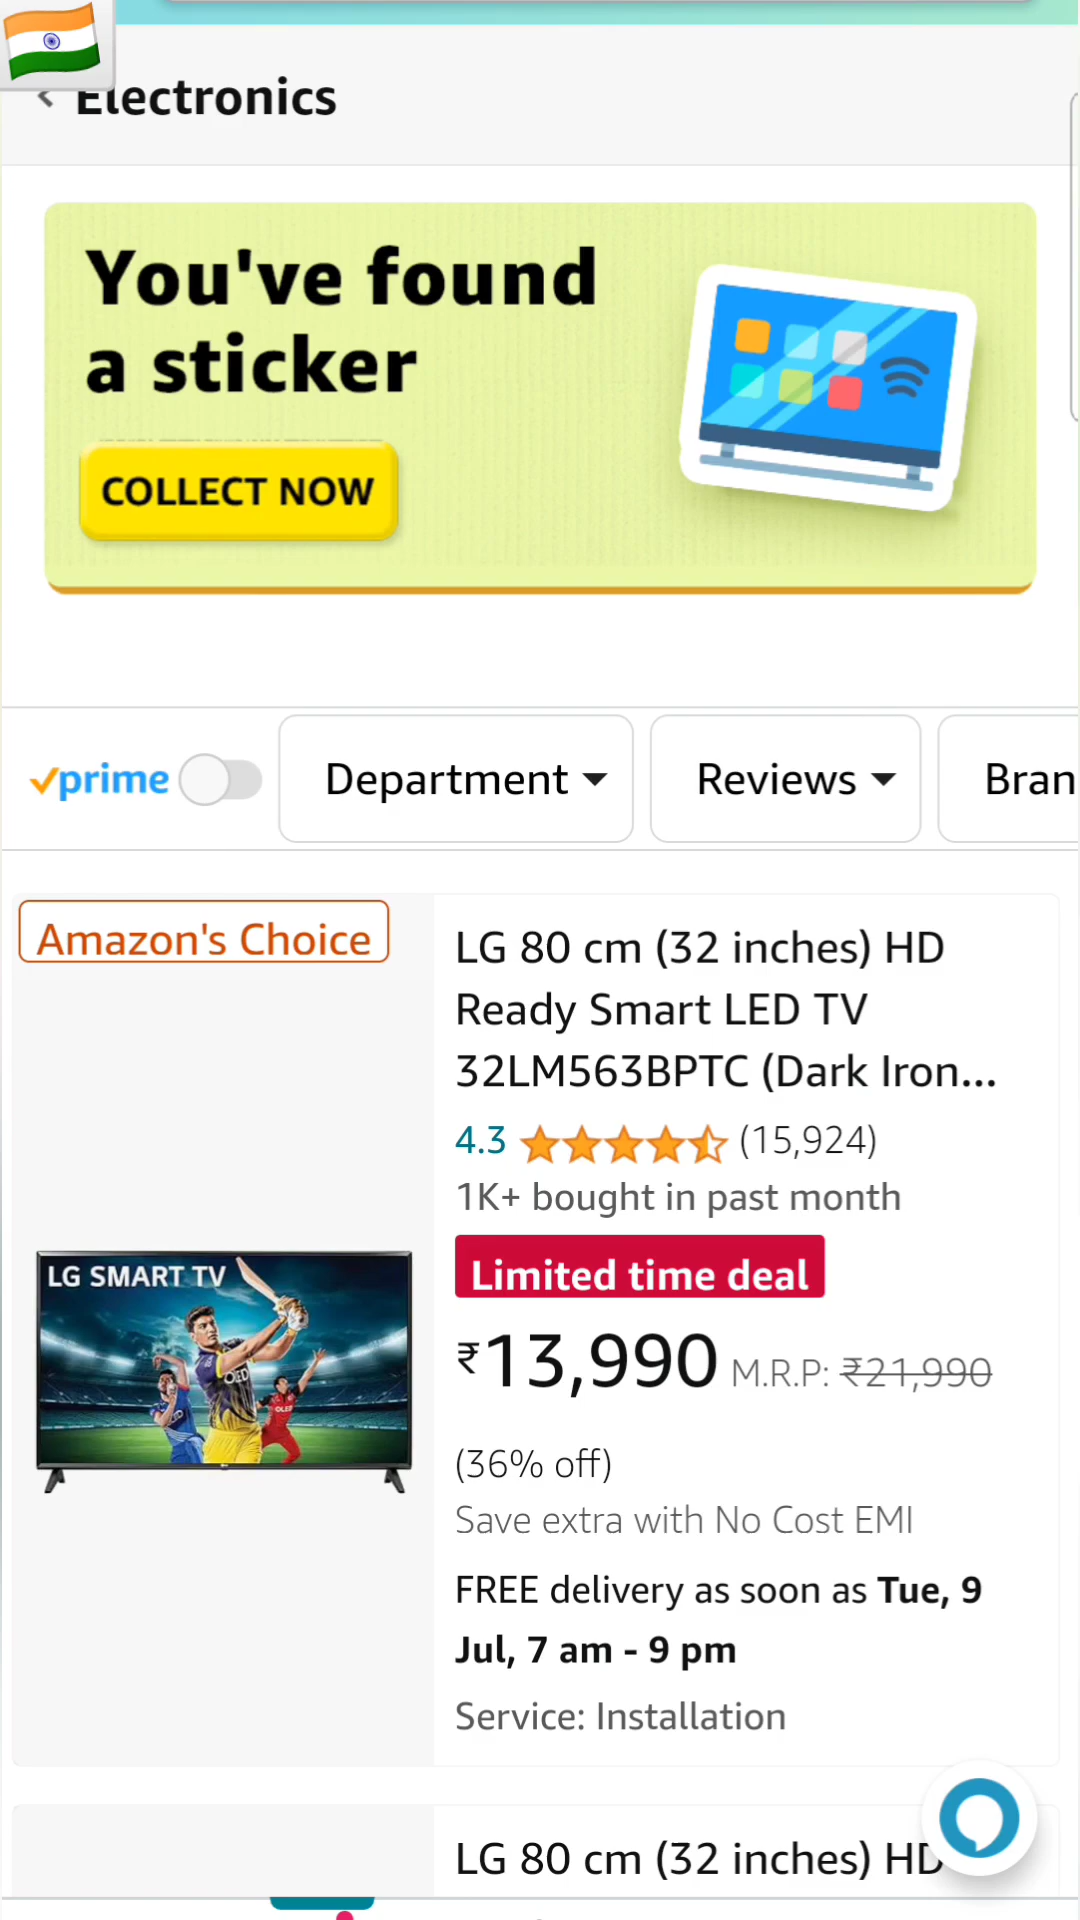 Electronics
You've found
a sticker
COLLECT NOW
prime
Department
Reviews
Bran
Amazon's Choice
LG 80 cm (32 inches) HD
Ready Smart LED TV
32LM563BPTC (Dark Iron...
4.3 (15,924)
1K+ bought in past month
Limited time deal
₹13,990 M.R.P: ₹21,990
(36% off)
Save extra with No Cost EMI
FREE delivery as soon as Tue, 9
Jul, 7 am - 9 pm
Service: Installation
LG SMART TV
LG 80 cm (32 inches) HD